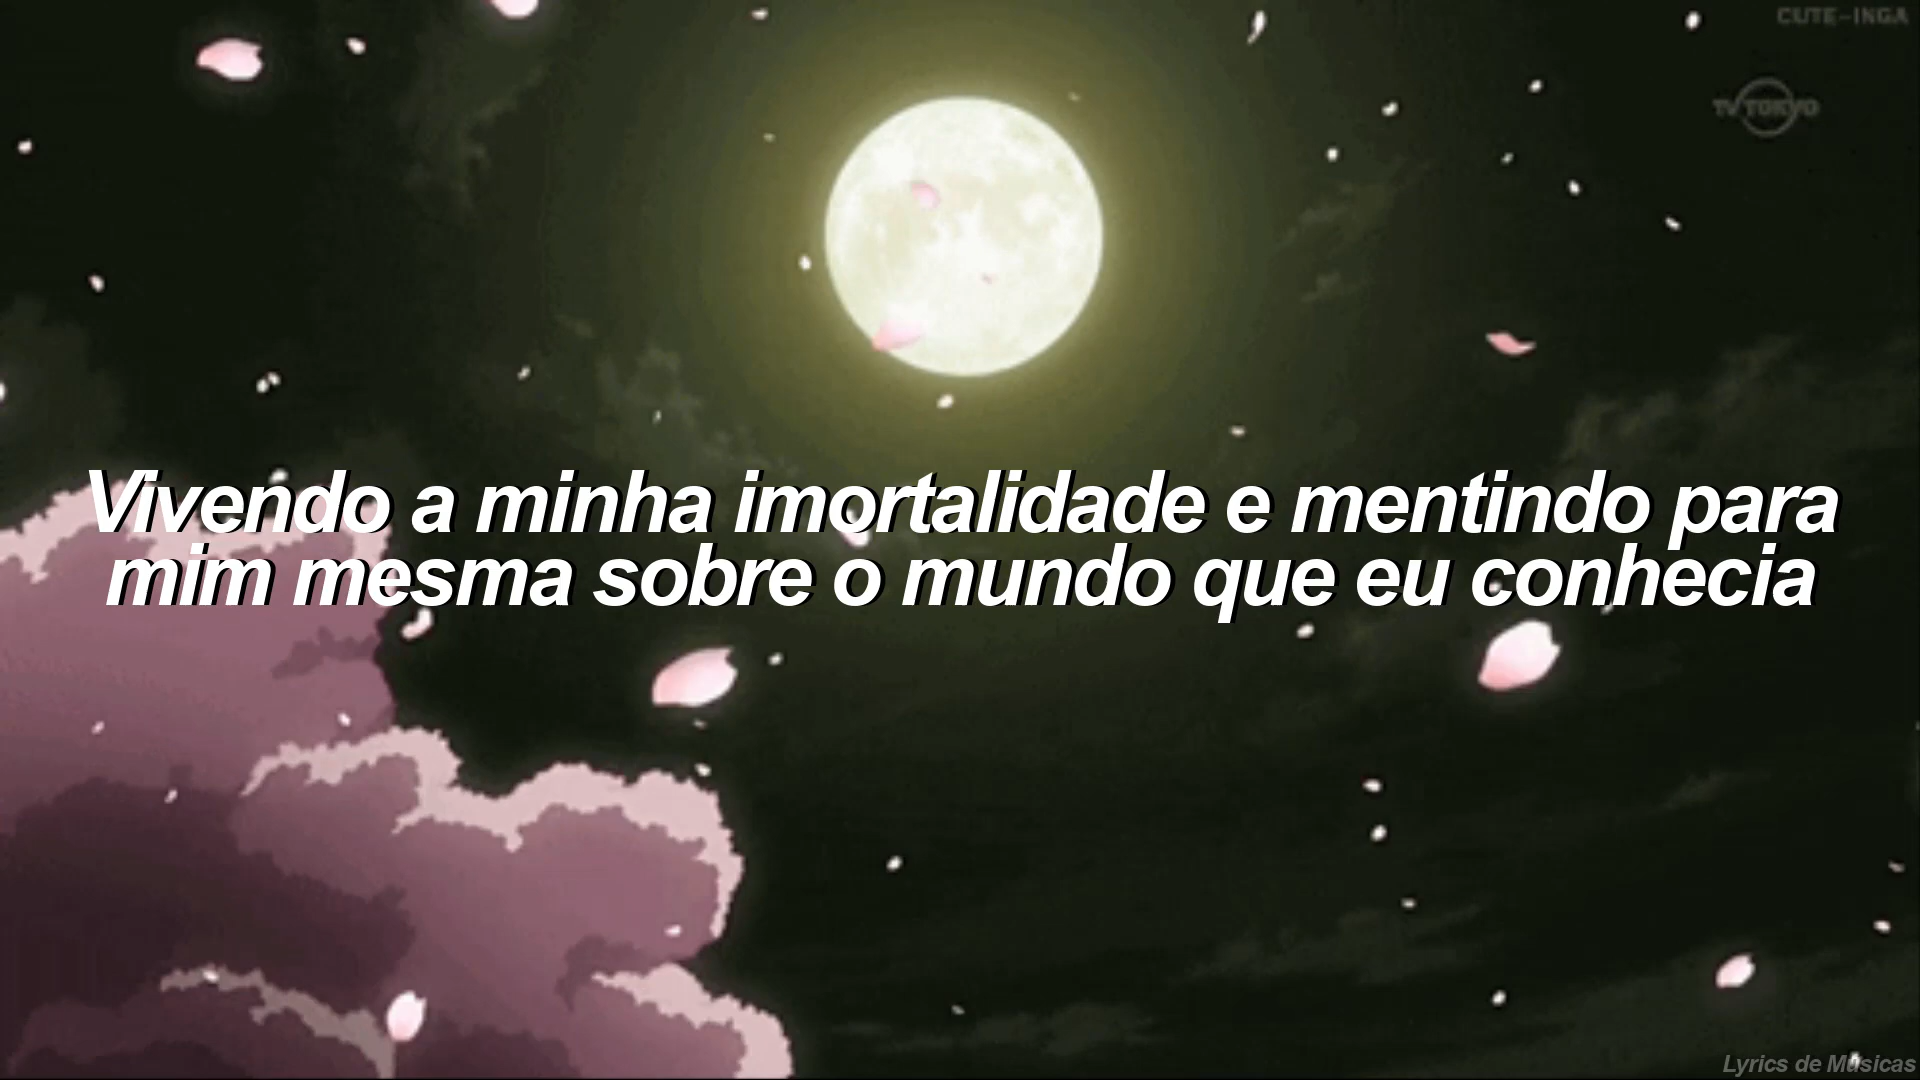 CUTE-INGA
TV TOKYO
Vivendo a minha imortalidade e mentindo para
mim mesma sobre o mundo que eu conhecia
Lyrics de Músicas